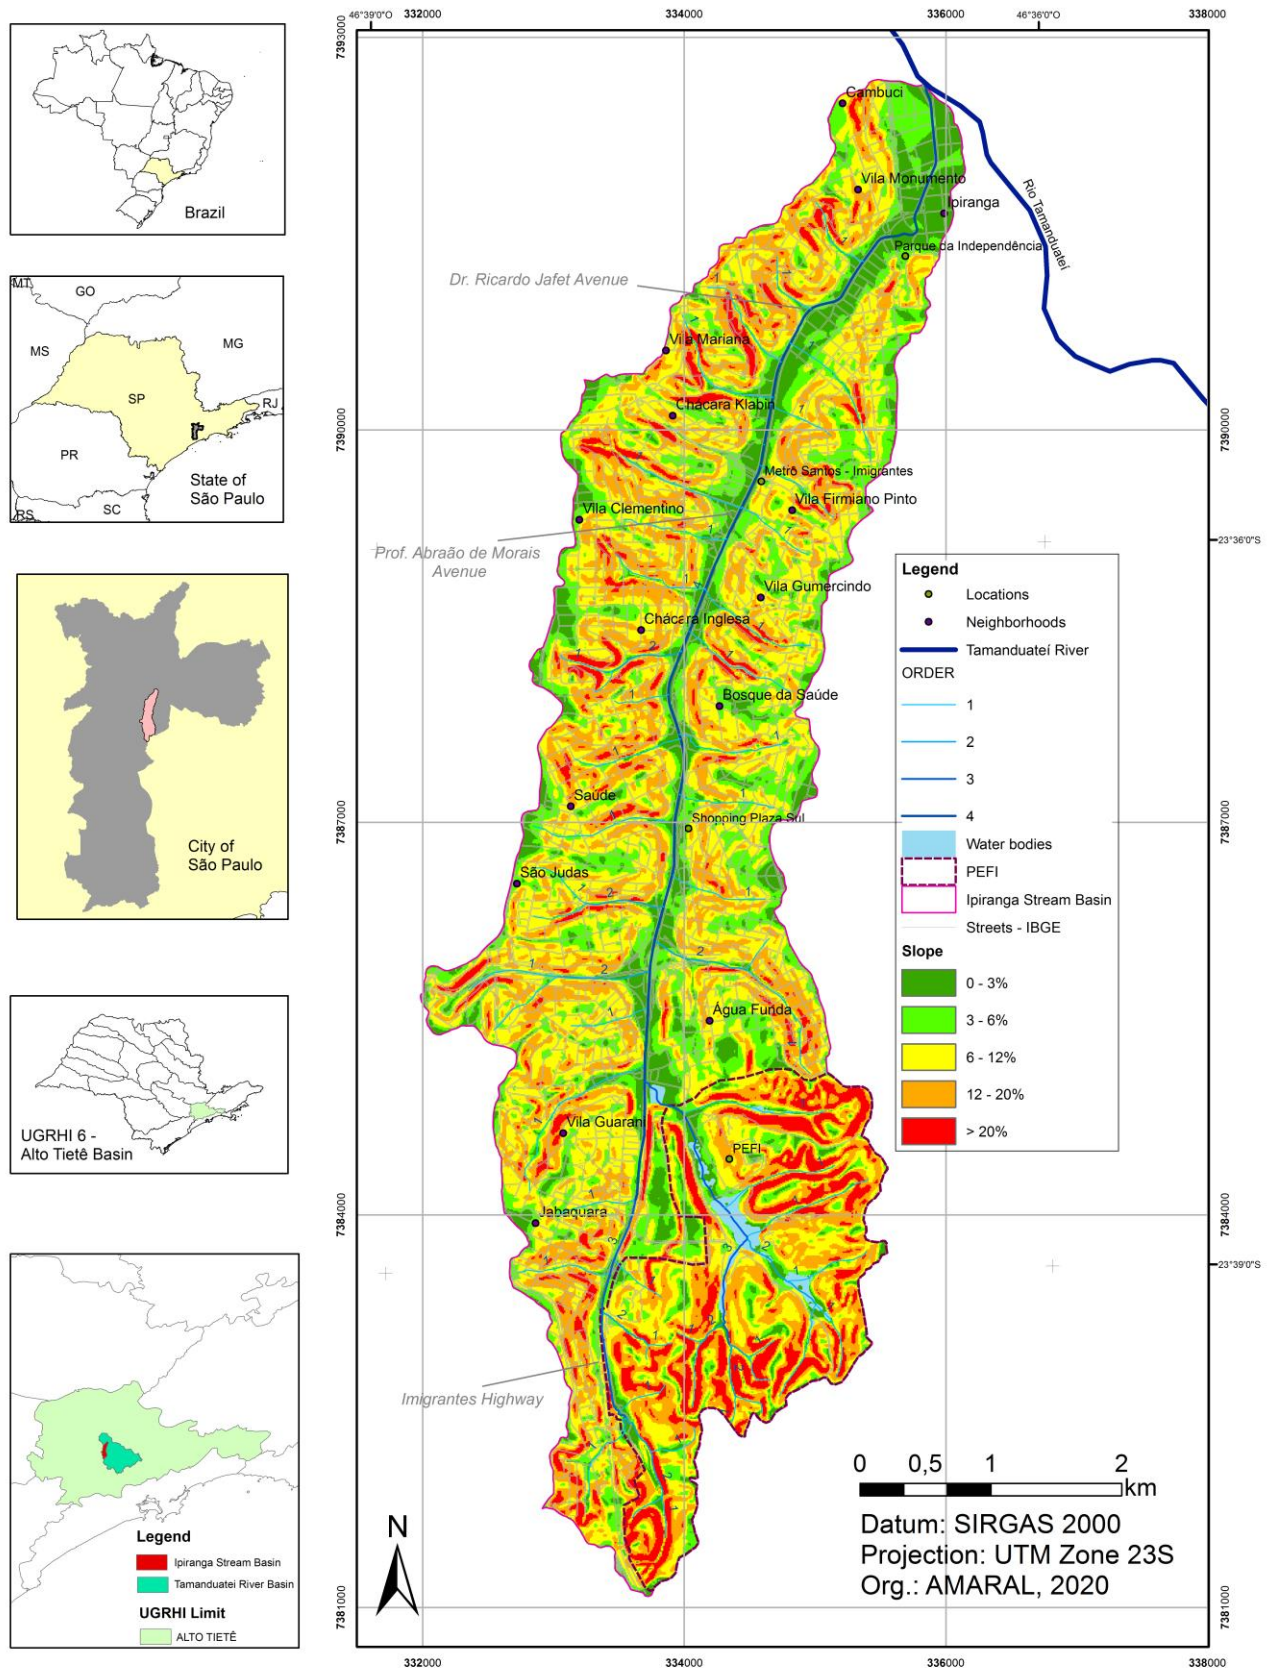 46°39'0"O
332000
334000
336000
46°36'0"O
338000
7393000
Brazil
MT
GO
MS
MG
SP
RJ
PR
State of
São Paulo
RS
SC
City of
São Paulo
UGRHI 6 -
Alto Tietê Basin
Legend
Ipiranga Stream Basin
Tamanduatei River Basin
UGRHI Limit
ALTO TIETÊ
Cambuci
Vila Monumento
Ipiranga
Parque da Independência
Rio Tamanduateí
Dr. Ricardo Jafet Avenue
Vila Mariana
Chácara Klabin
7390000
7390000
Metrô Santos - Imigrantes
Vila Firmiano Pinto
Vila Clementino
Prof. Abraão de Morais
Avenue
23°36'0"S
Vila Gumercindo
Chácara Inglesa
Bosque da Saúde
Saúde
Shopping Plaza Sul
7387000
7387000
São Judas
Água Funda
Vila Guarani
PEFI
Jabaquara
7384000
7384000
23°39'0"S
Imigrantes Highway
Legend
Locations
Neighborhoods
Tamanduateí River
ORDER
1
2
3
4
Water bodies
PEFI
Ipiranga Stream Basin
Streets - IBGE
Slope
0 - 3%
3 - 6%
6 - 12%
12 - 20%
> 20%
N
0 0,5 1 2
km
Datum: SIRGAS 2000
Projection: UTM Zone 23S
Org.: AMARAL, 2020
7381000
7381000
332000
334000
336000
338000